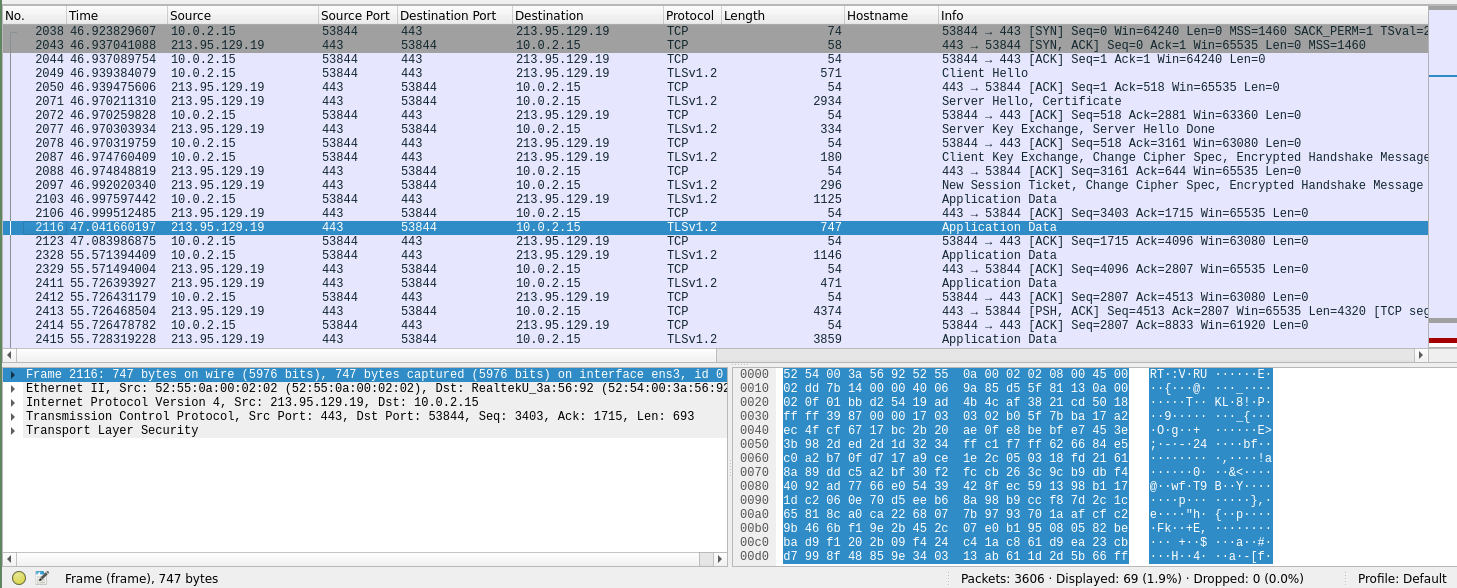 No. Time Source Source Port Destination Port Destination Protocol Length Hostname Info
2038 46.923829607 10.0.2.15 53844 443 213.95.129.19 TCP 74 53844 → 443 [SYN] Seq=0 Win=64240 Len=0 MSS=1460 SACK_PERM=1 TSval=2
2043 46.937041088 213.95.129.19 443 53844 10.0.2.15 TCP 58 443 → 53844 [SYN, ACK] Seq=0 Ack=1 Win=65535 Len=0 MSS=1460
2044 46.937089754 10.0.2.15 53844 443 213.95.129.19 TCP 54 53844 → 443 [ACK] Seq=1 Ack=1 Win=64240 Len=0
2049 46.939384079 10.0.2.15 53844 443 213.95.129.19 TLSv1.2 571 Client Hello
2050 46.939475606 213.95.129.19 443 53844 10.0.2.15 TCP 54 443 → 53844 [ACK] Seq=1 Ack=518 Win=65535 Len=0
2071 46.970211310 213.95.129.19 443 53844 10.0.2.15 TLSv1.2 2934 Server Hello, Certificate
2072 46.970259828 10.0.2.15 53844 443 213.95.129.19 TCP 54 53844 → 443 [ACK] Seq=518 Ack=2881 Win=63360 Len=0
2077 46.970303934 213.95.129.19 443 53844 10.0.2.15 TLSv1.2 334 Server Key Exchange, Server Hello Done
2078 46.970319759 10.0.2.15 53844 443 213.95.129.19 TCP 54 53844 → 443 [ACK] Seq=518 Ack=3161 Win=63080 Len=0
2087 46.974760409 10.0.2.15 53844 443 213.95.129.19 TLSv1.2 180 Client Key Exchange, Change Cipher Spec, Encrypted Handshake Message
2088 46.974848819 213.95.129.19 443 53844 10.0.2.15 TCP 54 443 → 53844 [ACK] Seq=3161 Ack=644 Win=65535 Len=0
2097 46.992020340 213.95.129.19 443 53844 10.0.2.15 TLSv1.2 296 New Session Ticket, Change Cipher Spec, Encrypted Handshake Message
2103 46.997597442 10.0.2.15 53844 443 213.95.129.19 TLSv1.2 1125 Application Data
2106 46.999512485 213.95.129.19 443 53844 10.0.2.15 TCP 54 443 → 53844 [ACK] Seq=3403 Ack=1715 Win=65535 Len=0
2116 47.041660197 213.95.129.19 443 53844 10.0.2.15 TLSv1.2 747 Application Data
2123 47.083986875 10.0.2.15 53844 443 213.95.129.19 TCP 54 53844 → 443 [ACK] Seq=1715 Ack=4096 Win=63080 Len=0
2328 55.571394409 10.0.2.15 53844 443 213.95.129.19 TLSv1.2 1146 Application Data
2329 55.571494004 213.95.129.19 443 53844 10.0.2.15 TCP 54 443 → 53844 [ACK] Seq=4096 Ack=2807 Win=65535 Len=0
2411 55.726393927 213.95.129.19 443 53844 10.0.2.15 TLSv1.2 471 Application Data
2412 55.726431179 10.0.2.15 53844 443 213.95.129.19 TCP 54 53844 → 443 [ACK] Seq=2807 Ack=4513 Win=63080 Len=0
2413 55.726468504 213.95.129.19 443 53844 10.0.2.15 TCP 4374 443 → 53844 [PSH, ACK] Seq=4513 Ack=2807 Win=65535 Len=4320 [TCP seg
2414 55.726478782 10.0.2.15 53844 443 213.95.129.19 TCP 54 53844 → 443 [ACK] Seq=2807 Ack=8833 Win=61920 Len=0
2415 55.728319228 213.95.129.19 443 53844 10.0.2.15 TLSv1.2 3859 Application Data
Frame 2116: 747 bytes on wire (5976 bits), 747 bytes captured (5976 bits) on interface ens3, id 0
Ethernet II, Src: 52:55:0a:00:02:02 (52:55:0a:00:02:02), Dst: RealtekU_3a:56:92 (52:54:00:3a:56:92
Internet Protocol Version 4, Src: 213.95.129.19, Dst: 10.0.2.15
Transmission Control Protocol, Src Port: 443, Dst Port: 53844, Seq: 3403, Ack: 1715, Len: 693
Transport Layer Security
0000 52 54 00 3a 56 92 52 55 0a 00 02 02 08 00 45 00 RT·:V·RU ······E·
0010 02 dd 7b 14 00 00 40 06 9a 85 d5 5f 81 13 0a 00 ··{···@· ···_····
0020 02 0f 01 bb d2 54 19 ad 4b 4c af 38 21 cd 50 18 ·····T·· KL·8!·P·
0030 ff ff 39 87 00 00 17 03 03 02 b0 5f 7b ba 17 a2 ··9····· ···_{···
0040 ec 4f cf 67 17 bc 2b 20 ae 0f e8 be bf e7 45 3e ·O·g··+ ······E>
0050 3b 98 2d ed 2d 1d 32 34 ff c1 f7 ff 62 66 84 e5 ;·-·-·24 ····bf··
0060 c0 a2 b7 0f d7 17 a9 ce 1e 2c 05 03 18 fd 21 61 ········ ·,····!a
0070 8a 89 dd c5 a2 bf 30 f2 fc cb 26 3c 9c b9 db f4 ······0· ··&<····
0080 40 92 ad 77 66 e0 54 39 42 8f ec 59 13 98 b1 17 @··wf·T9 B··Y····
0090 1d c2 06 0e 70 d5 ee b6 8a 98 b9 cc f8 7d 2c 1c ····p··· ·····},·
00a0 65 81 8c a0 ca 22 68 07 7b 97 93 70 1a af cf c2 e····"h· {··p····
00b0 9b 46 6b f1 9e 2b 45 2c 07 e0 b1 95 08 05 82 be ·Fk··+E, ········
00c0 ba d9 f1 20 2b 09 f4 24 c4 1a c8 61 d9 ea 23 cb ··· +··$ ···a··#·
00d0 d7 99 8f 48 85 9e 34 03 13 ab 61 1d 2d 5b 66 ff ···H··4· ··a·-[f·
Frame (frame), 747 bytes Packets: 3606 · Displayed: 69 (1.9%) · Dropped: 0 (0.0%) Profile: Default